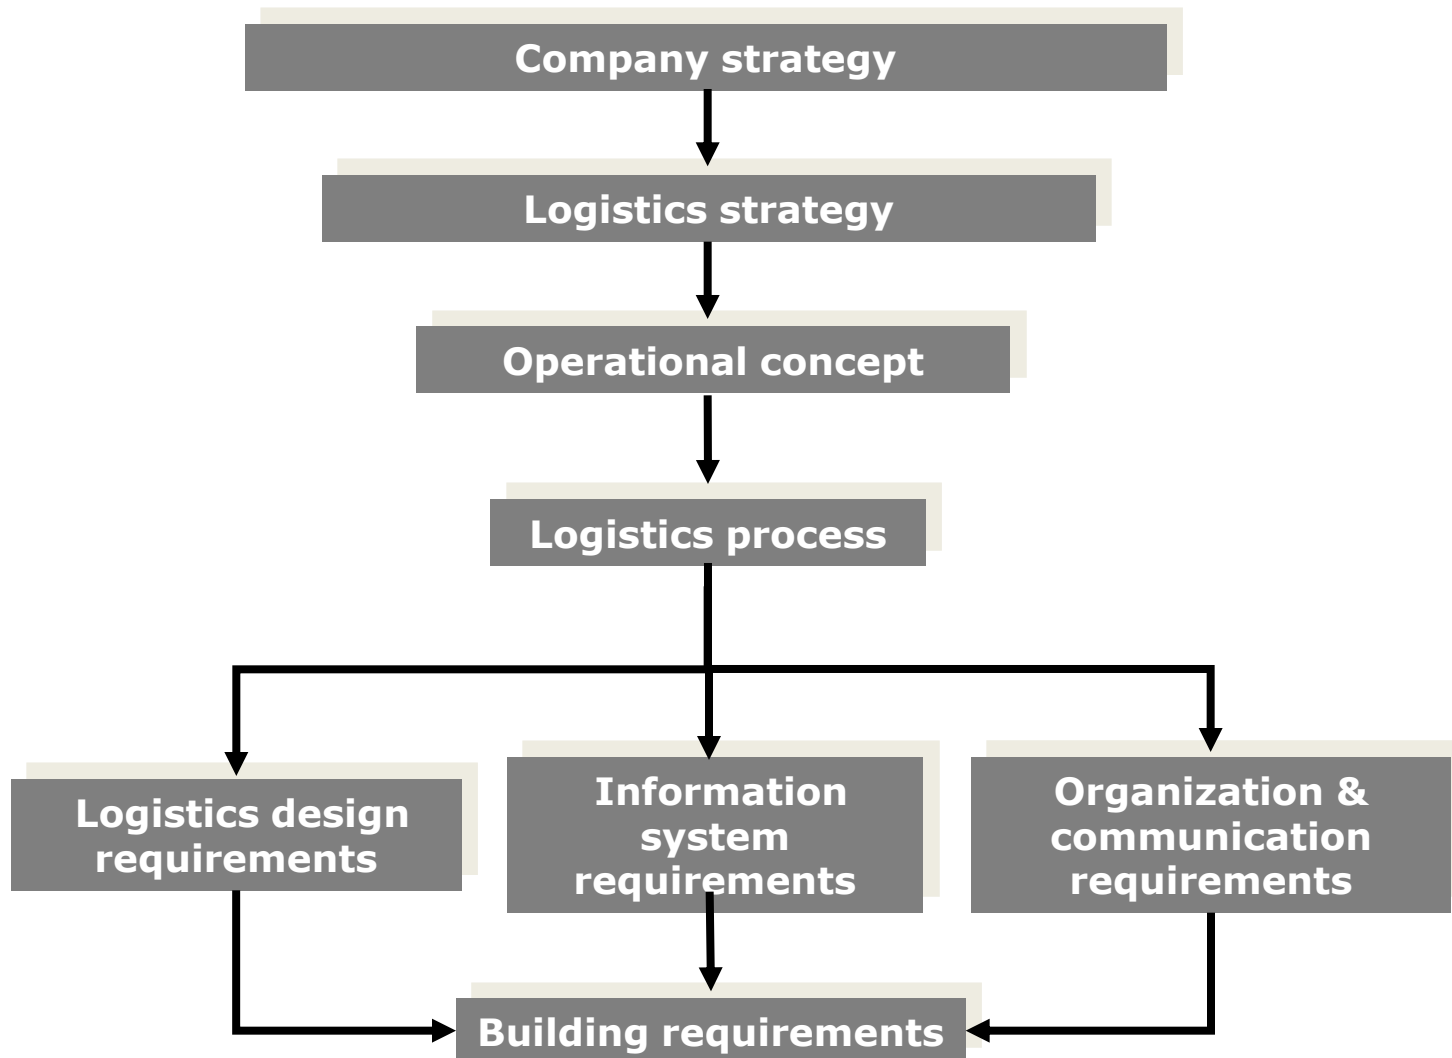 Company strategy
Logistics strategy
Operational concept
Logistics process
Logistics design
requirements
Information
system
requirements
Organization &
communication
requirements
Building requirements